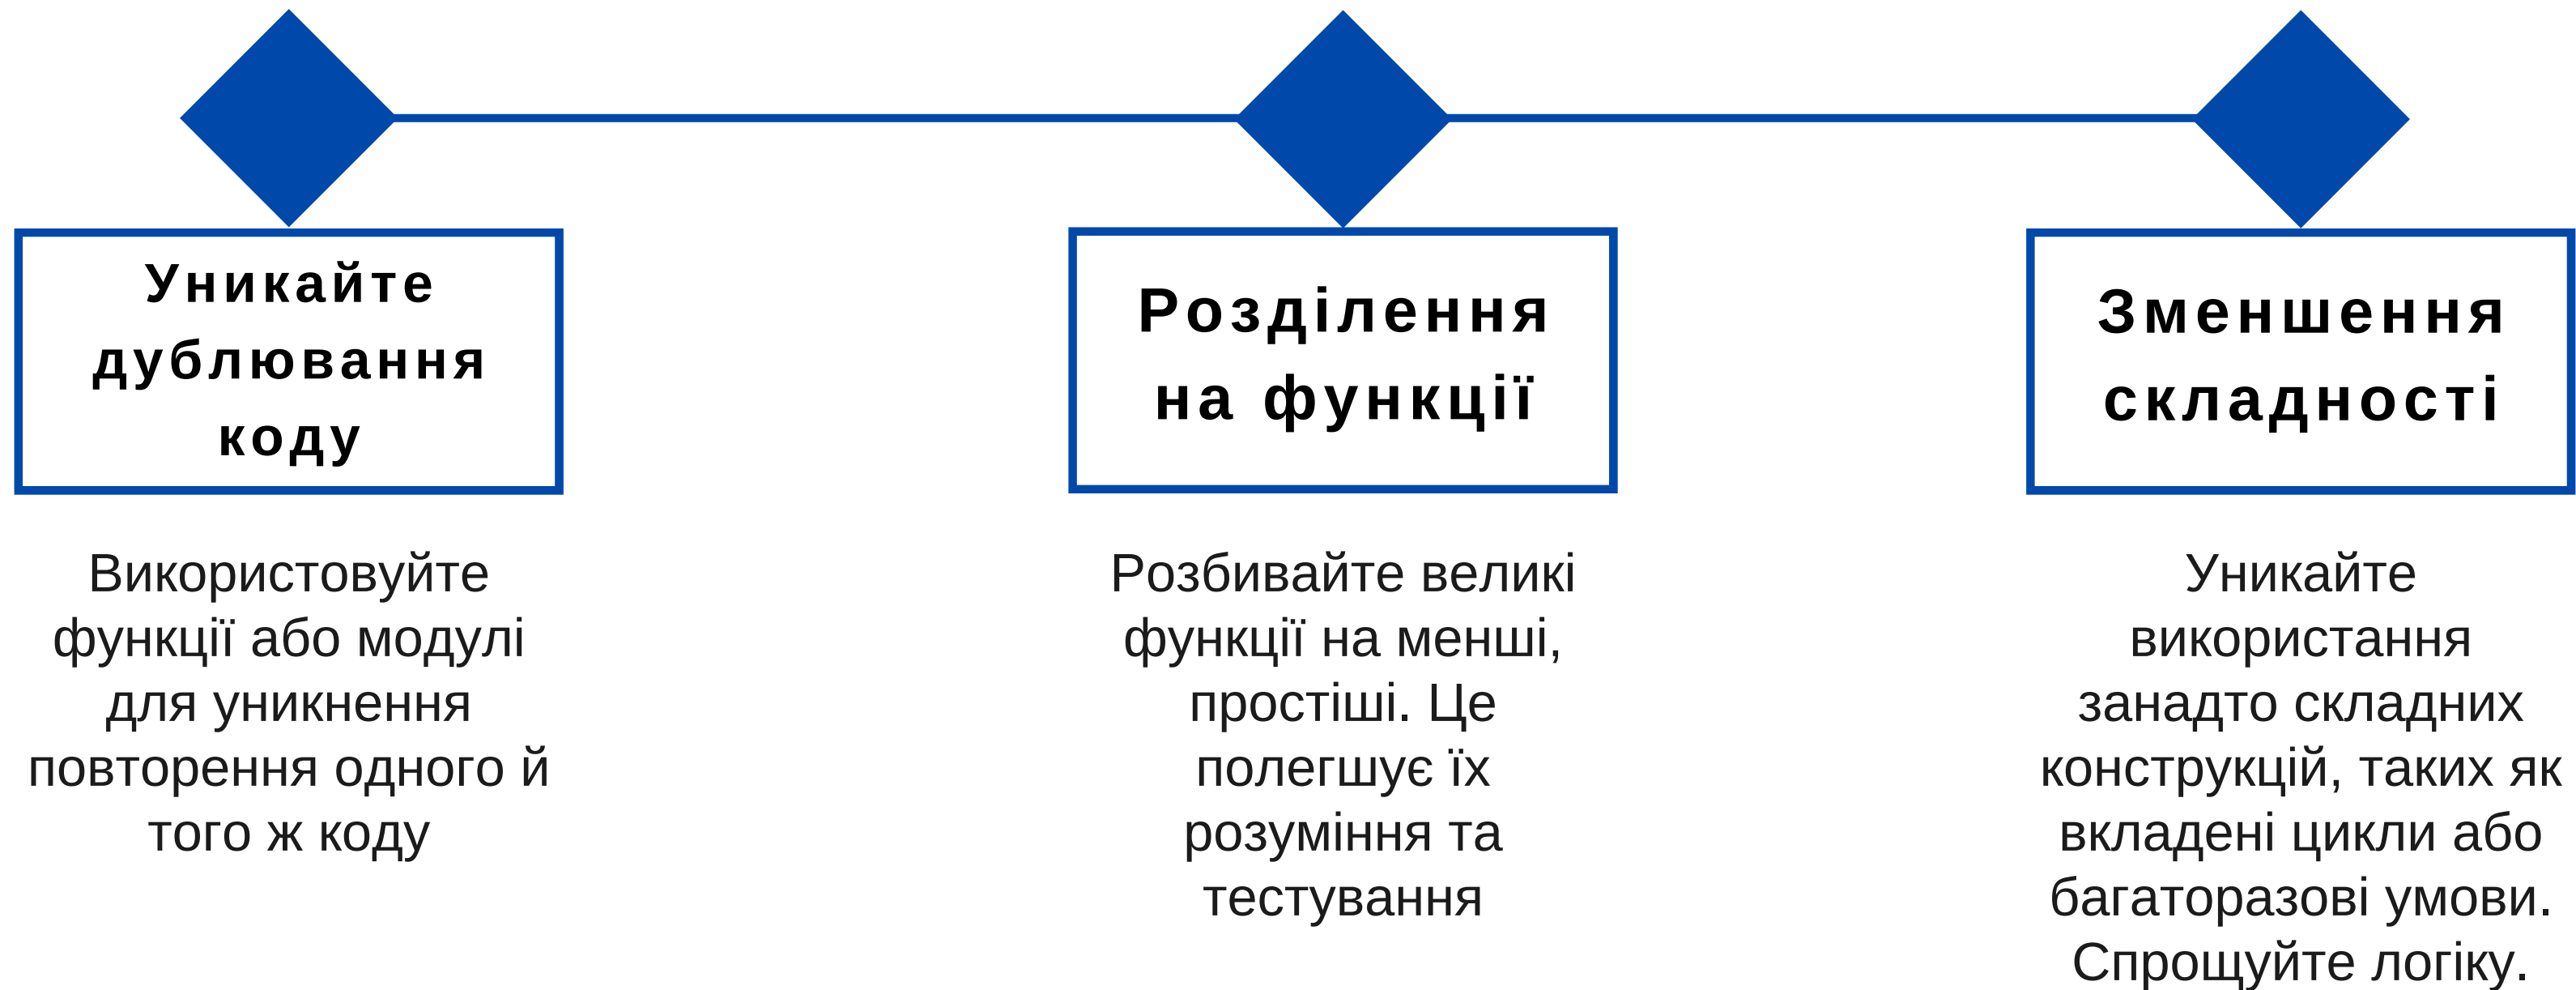 Уникайте
дублювання
коду
Використовуйте
функції або модулі
для уникнення
повторення одного й
того ж коду
Розділення
на функції
Розбивайте великі
функції на менші,
простіші. Це
полегшує їх
розуміння та
тестування
Зменшення
складності
Уникайте
використання
занадто складних
конструкцій, таких як
вкладені цикли або
багаторазові умови.
Спрощуйте логіку.